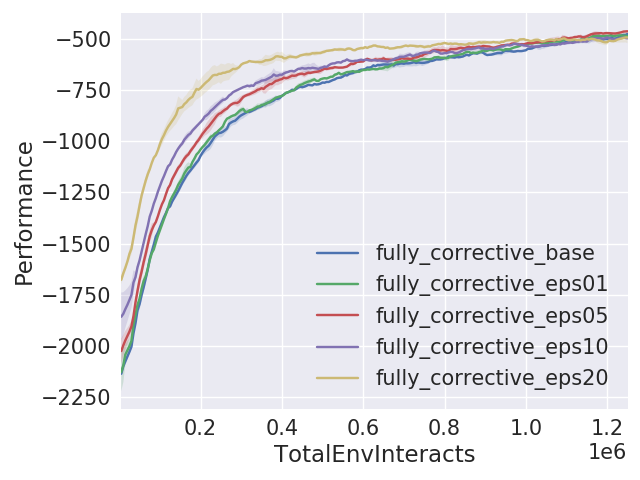 −500
−750
−1000
−1250
−1500
−1750
−2000
−2250
Performance
fully_corrective_base
fully_corrective_eps01
fully_corrective_eps05
fully_corrective_eps10
fully_corrective_eps20
0.2 0.4 0.6 0.8 1.0 1.2
TotalEnvInteracts 1e6